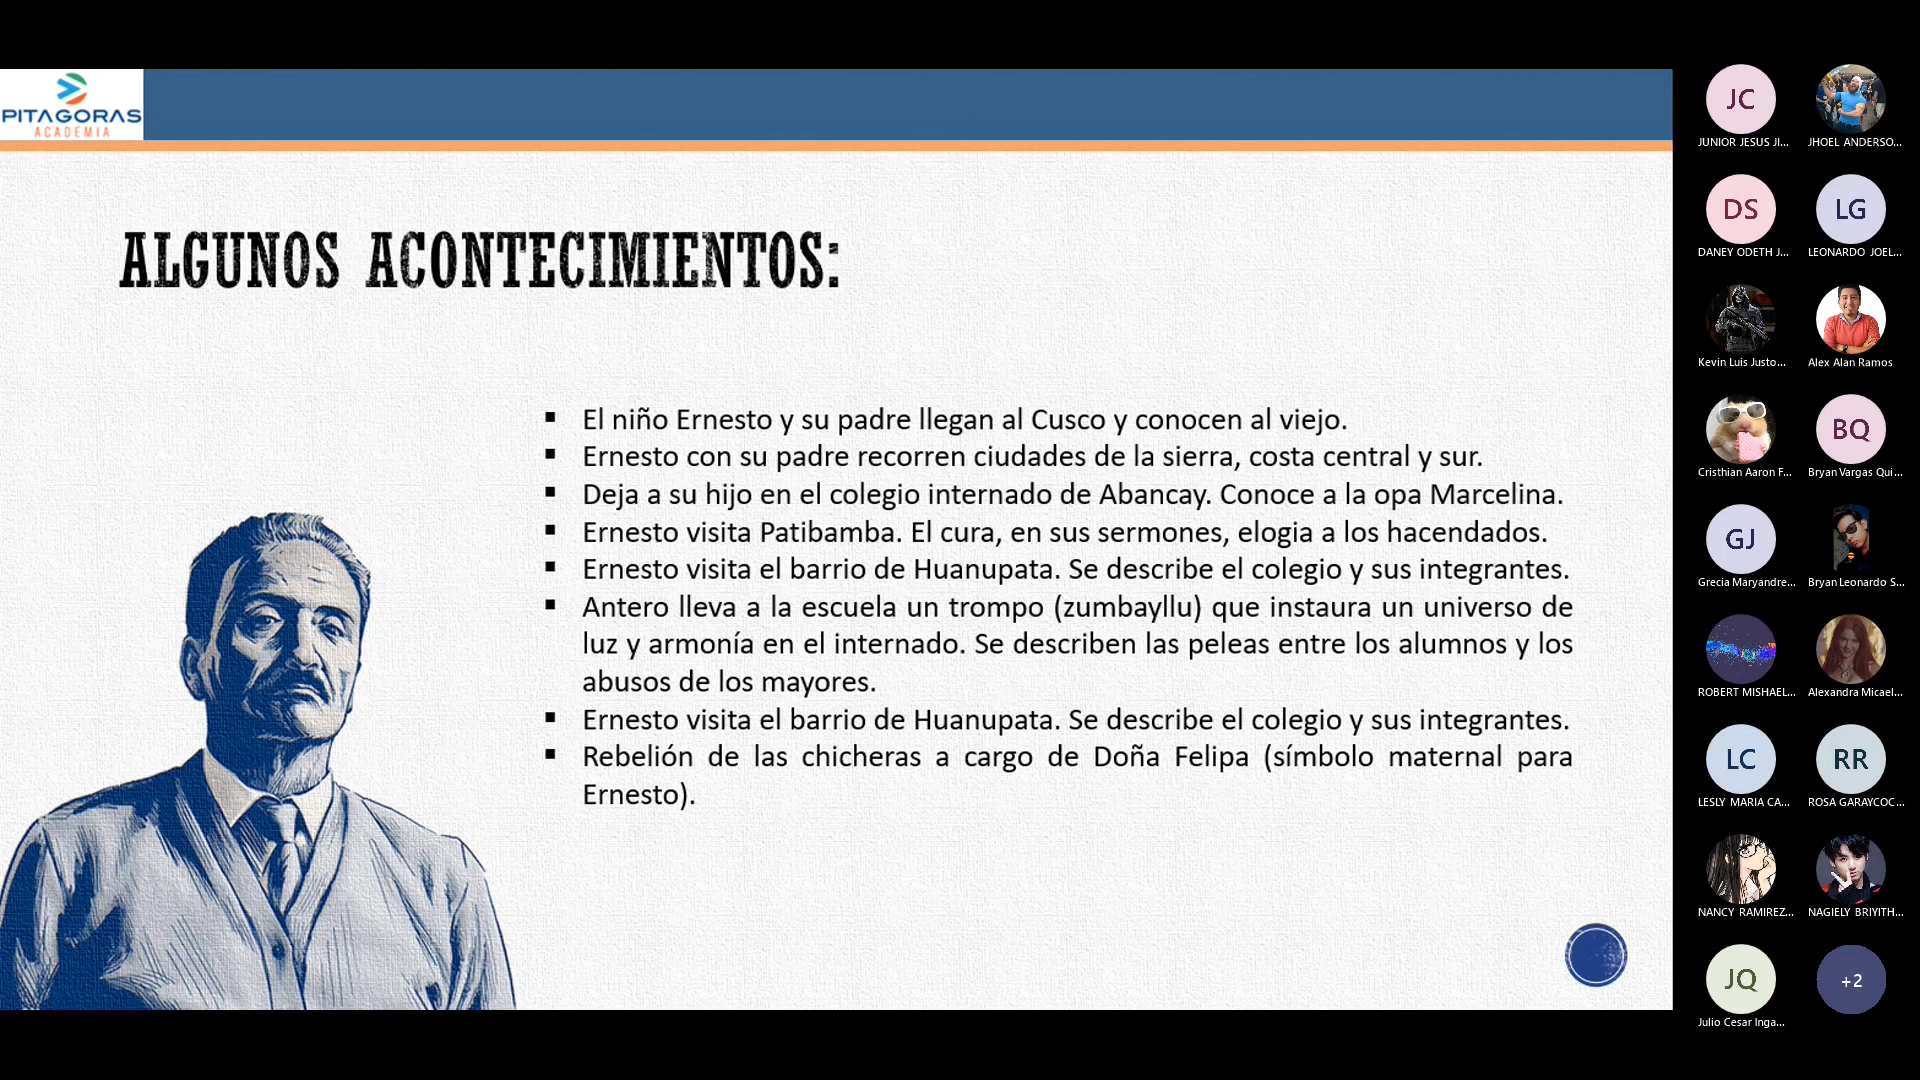 PITAGORAS
ACADEMIA
ALGUNOS ACONTECIMIENTOS:
▪ El niño Ernesto y su padre llegan al Cusco y conocen al viejo.
▪ Ernesto con su padre recorren ciudades de la sierra, costa central y sur.
▪ Deja a su hijo en el colegio internado de Abancay. Conoce a la opa Marcelina.
▪ Ernesto visita Patibamba. El cura, en sus sermones, elogia a los hacendados.
▪ Ernesto visita el barrio de Huanupata. Se describe el colegio y sus integrantes.
▪ Antero lleva a la escuela un trompo (zumbayllu) que instaura un universo de
luz y armonía en el internado. Se describen las peleas entre los alumnos y los
abusos de los mayores.
▪ Ernesto visita el barrio de Huanupata. Se describe el colegio y sus integrantes.
▪ Rebelión de las chicheras a cargo de Doña Felipa (símbolo maternal para
Ernesto).
JC
JUNIOR JESUS JI...
JHOEL ANDERSO...
DS
DANEY ODETH J...
LG
LEONARDO JOEL...
Kevin Luis Justo...
Alex Alan Ramos
Cristhian Aaron F...
BQ
Bryan Vargas Qui...
GJ
Grecia Maryandre...
Bryan Leonardo S...
ROBERT MISHAEL...
Alexandra Micael...
LC
LESLY MARIA CA...
RR
ROSA GARAYCOC...
NANCY RAMIREZ...
NAGIELY BRIYITH...
JQ
Julio Cesar Inga...
+2